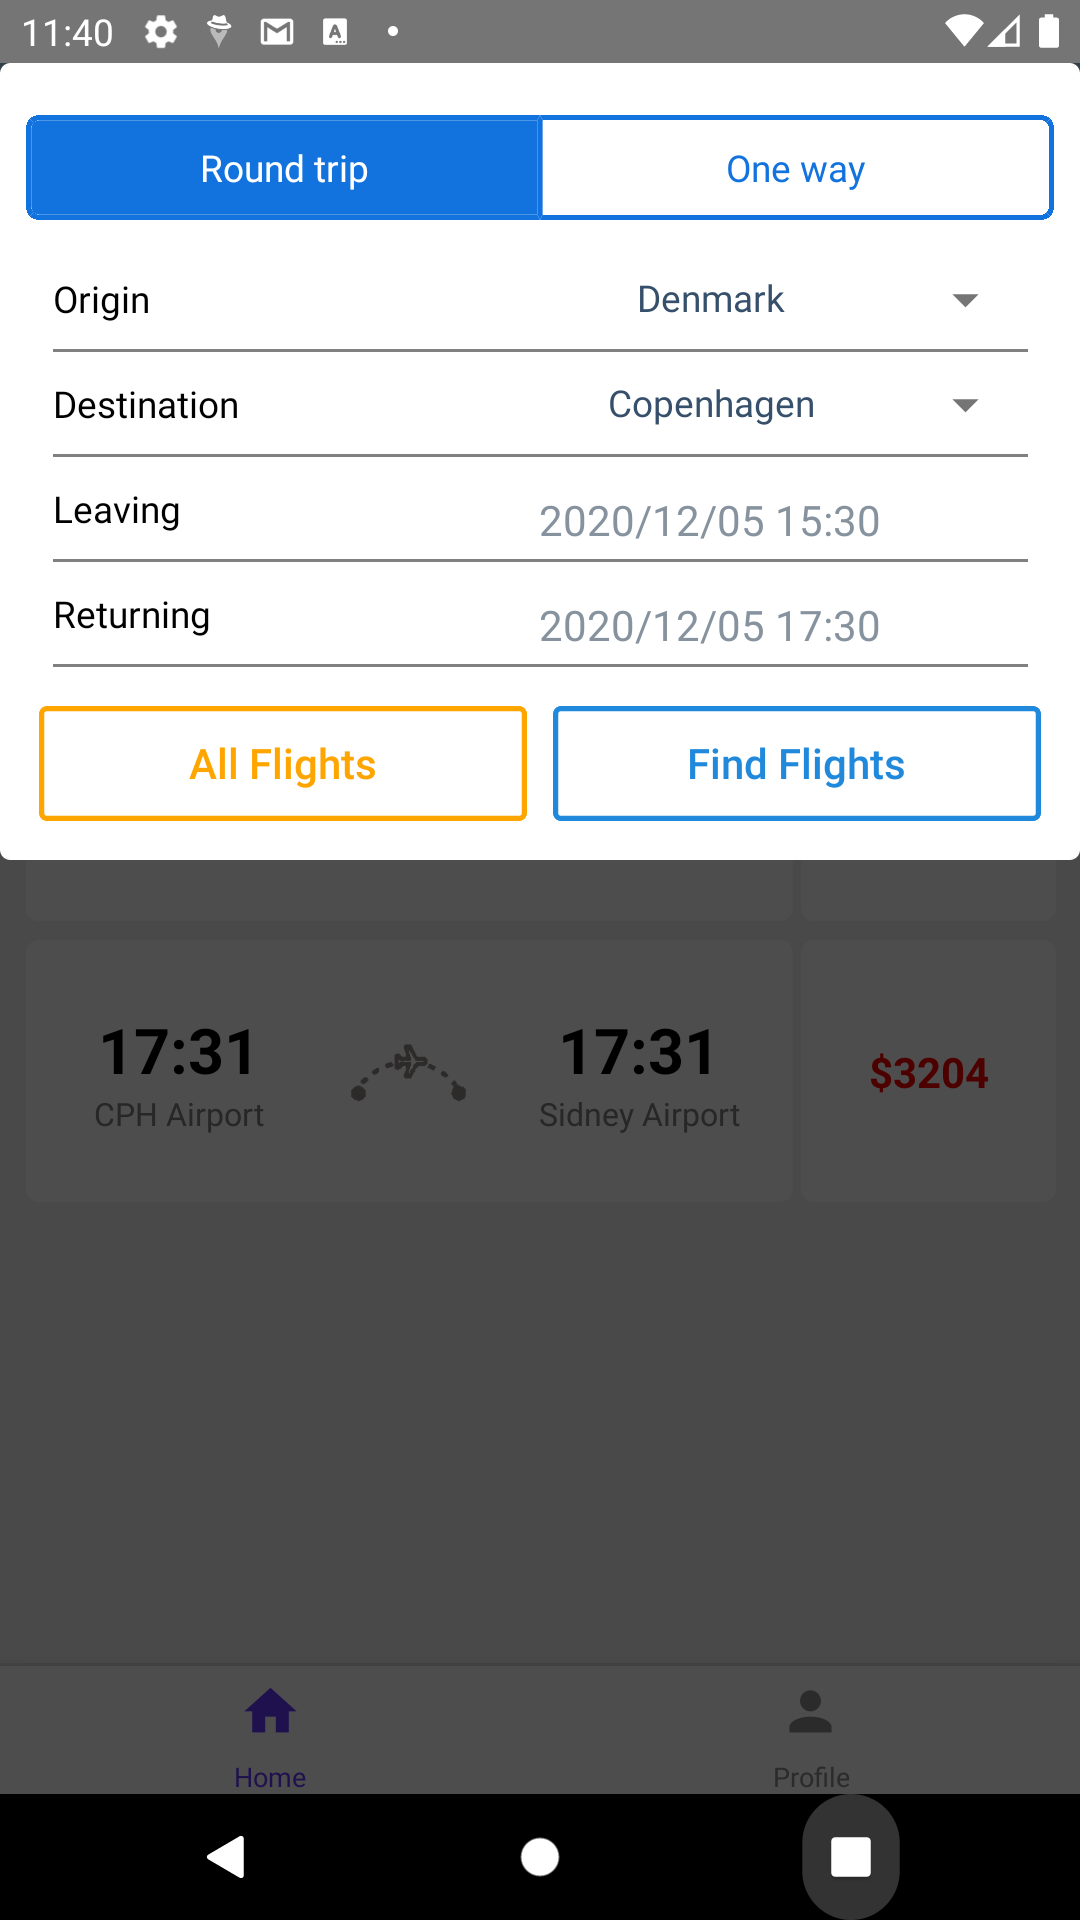 11:40
Round trip
One way
Origin
Denmark
Destination
Copenhagen
Leaving
2020/12/05 15:30
Returning
2020/12/05 17:30
All Flights
Find Flights
17:31
17:31
$3204
CPH Airport
Sidney Airport
Home
Profile